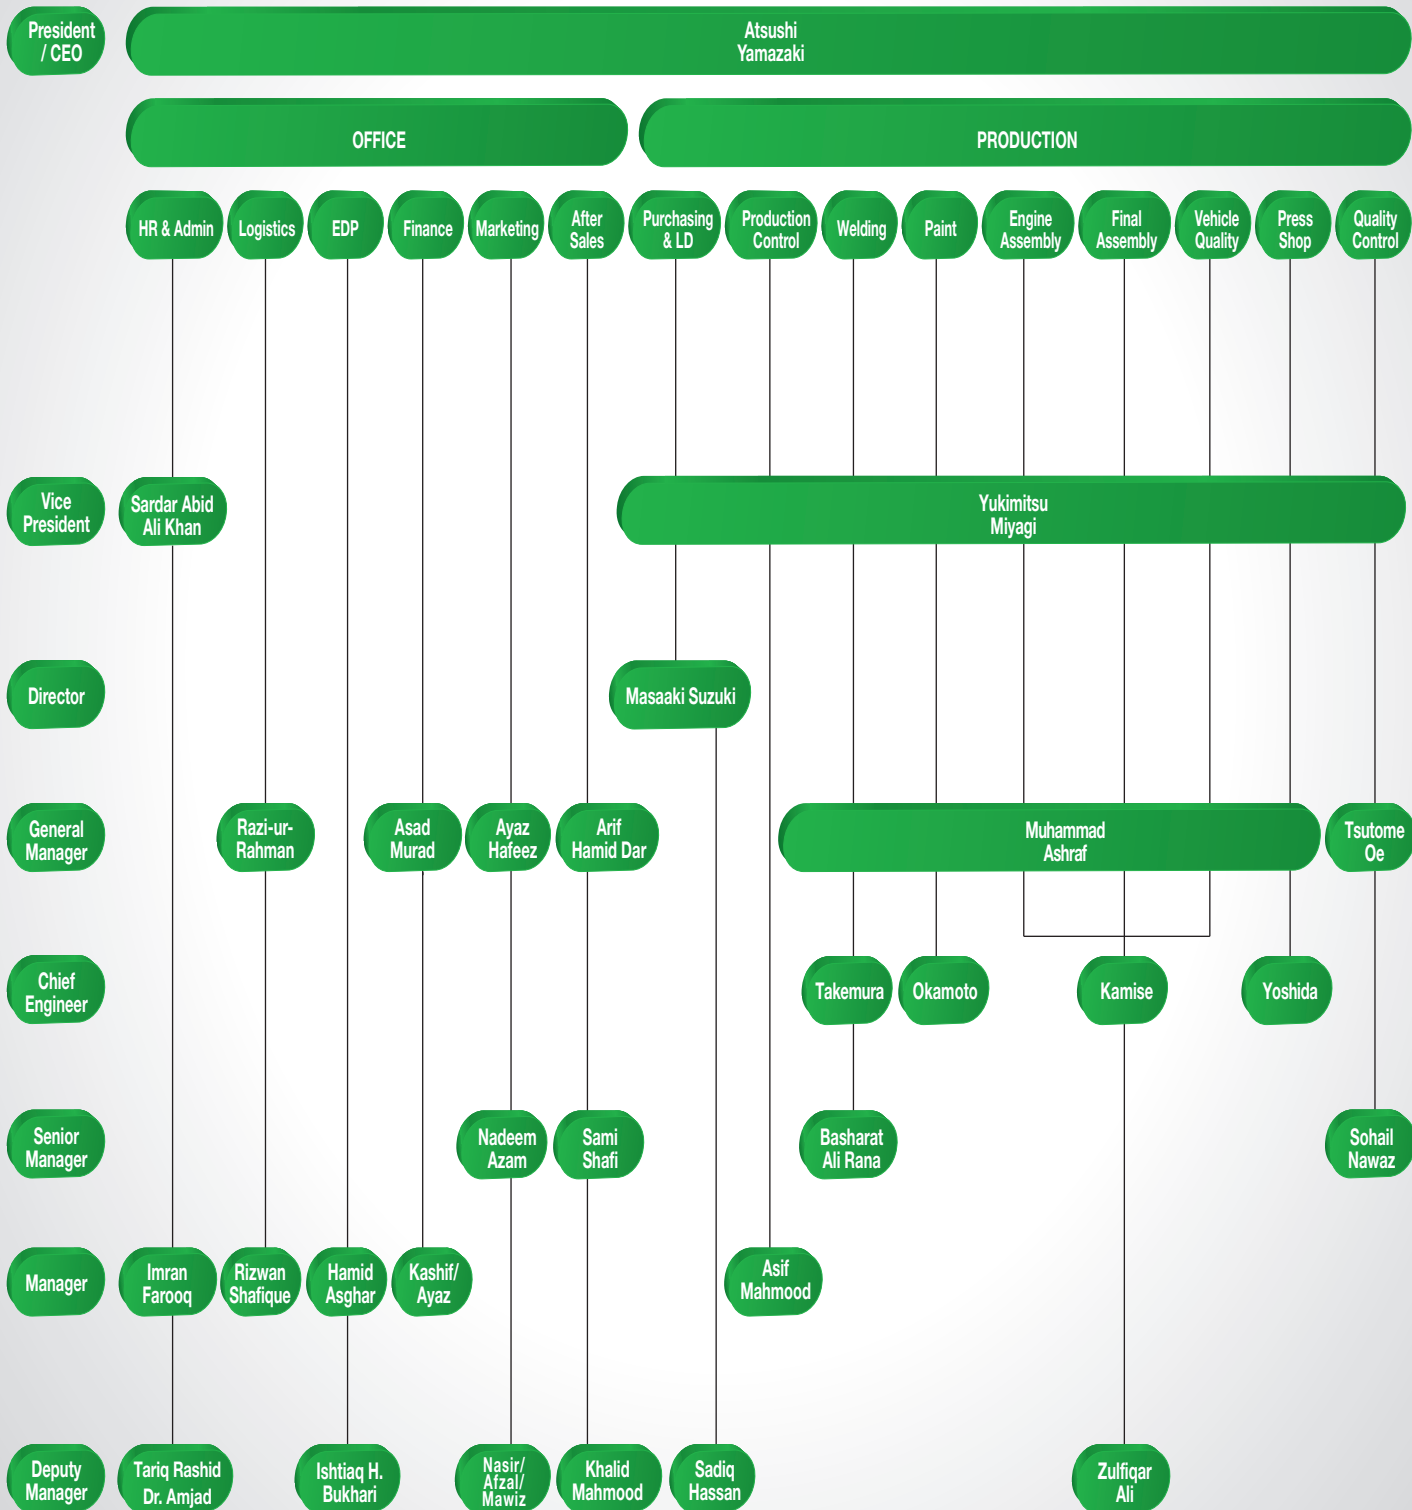 President
/ CEO
Atsushi
Yamazaki
OFFICE
PRODUCTION
HR & Admin
Logistics
EDP
Finance
Marketing
After
Sales
Purchasing
& LD
Production
Control
Welding
Paint
Engine
Assembly
Final
Assembly
Vehicle
Quality
Press
Shop
Quality
Control
Vice
President
Sardar Abid
Ali Khan
Yukimitsu
Miyagi
Director
Masaaki Suzuki
General
Manager
Razi-ur-
Rahman
Asad
Murad
Ayaz
Hafeez
Arif
Hamid Dar
Muhammad
Ashraf
Tsutome
Oe
Chief
Engineer
Takemura
Okamoto
Kamise
Yoshida
Senior
Manager
Nadeem
Azam
Sami
Shafi
Basharat
Ali Rana
Sohail
Nawaz
Manager
Imran
Farooq
Rizwan
Shafique
Hamid
Asghar
Kashif/
Ayaz
Asif
Mahmood
Deputy
Manager
Tariq Rashid
Dr. Amjad
Ishtiaq H.
Bukhari
Nasir/
Afzal/
Mawiz
Khalid
Mahmood
Sadiq
Hassan
Zulfiqar
Ali